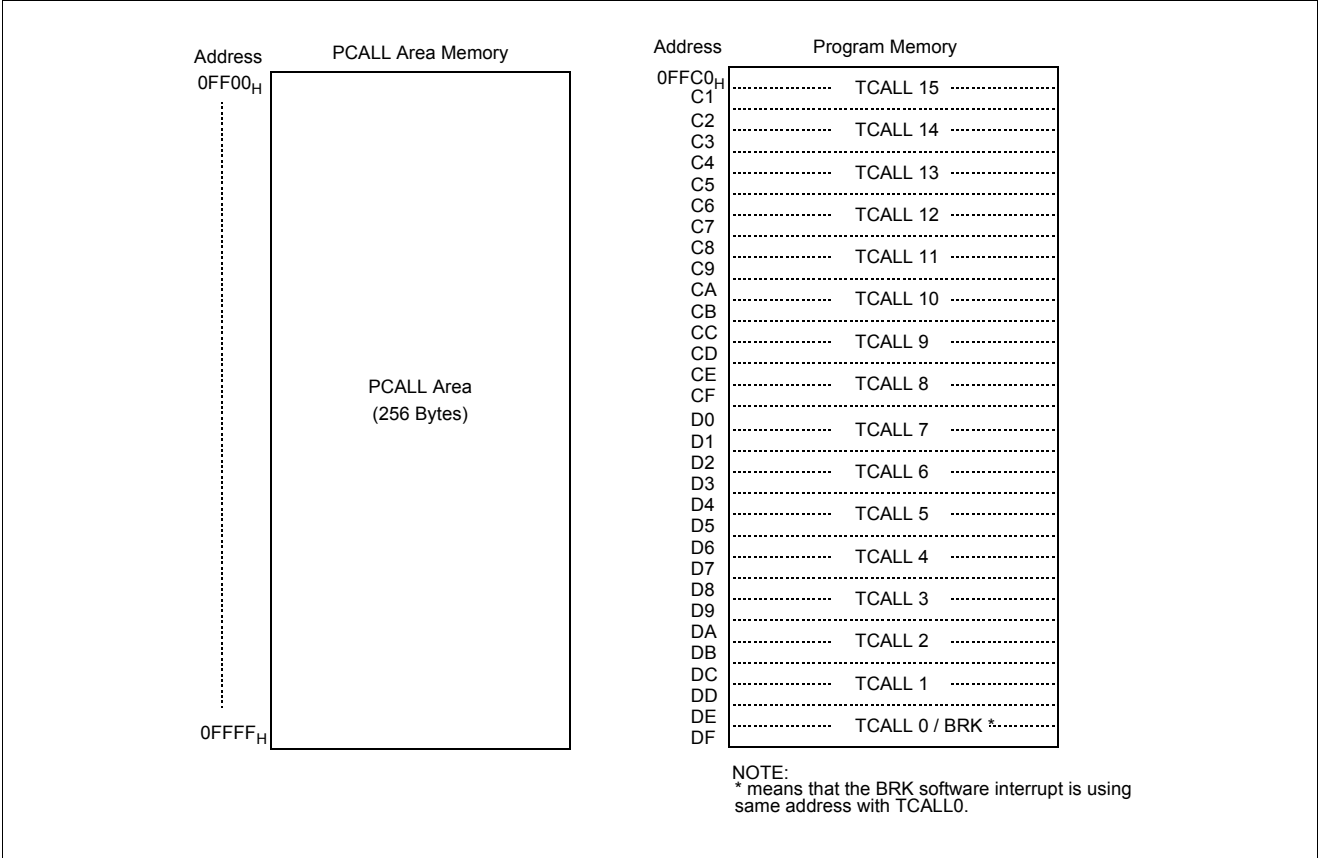 Address
PCALL Area Memory
0FF00H
PCALL Area
(256 Bytes)
0FFFFH
Address
Program Memory
0FFC0H
C1
TCALL 15
C2
C3
TCALL 14
C4
C5
TCALL 13
C6
C7
TCALL 12
C8
C9
TCALL 11
CA
CB
TCALL 10
CC
CD
TCALL 9
CE
CF
TCALL 8
D0
D1
TCALL 7
D2
D3
TCALL 6
D4
D5
TCALL 5
D6
D7
TCALL 4
D8
D9
TCALL 3
DA
DB
TCALL 2
DC
DD
TCALL 1
DE
DF
TCALL 0 / BRK *
NOTE:
* means that the BRK software interrupt is using
same address with TCALL0.